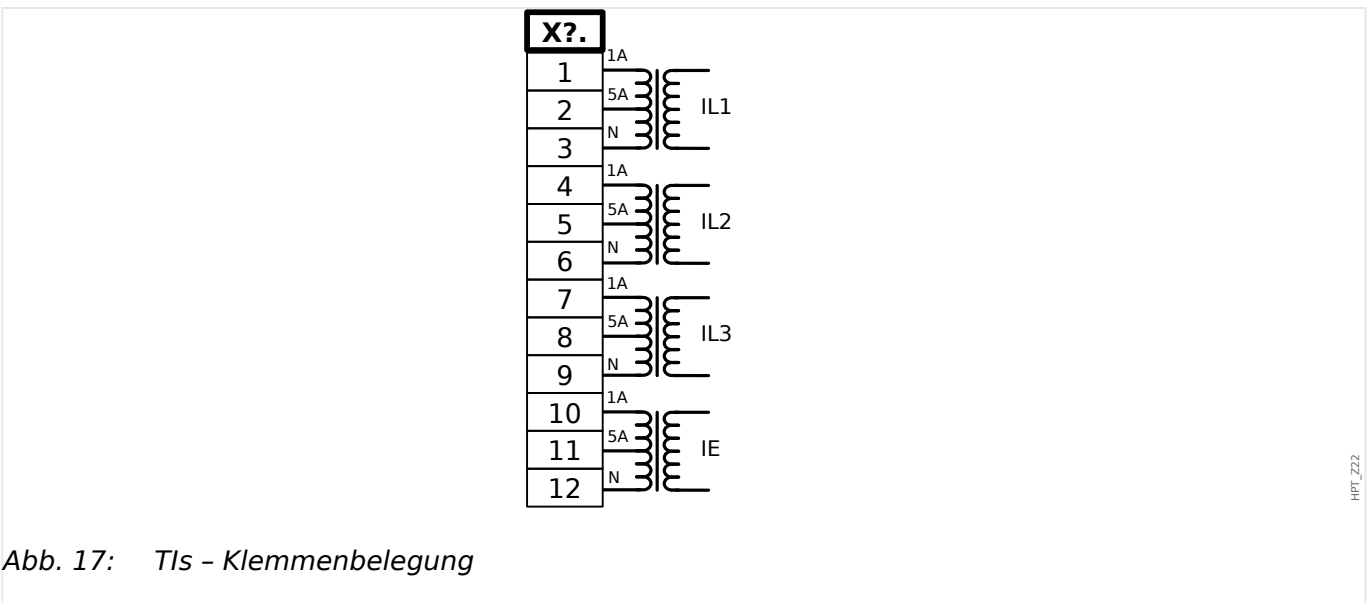 X?.
1A
1
5A
IL1
2
N
3
1A
4
5A
IL2
5
N
6
1A
7
5A
IL3
8
N
9
1A
10
5A
IE
11
N
12
HPT_Z22
Abb. 17: TIs – Klemmenbelegung